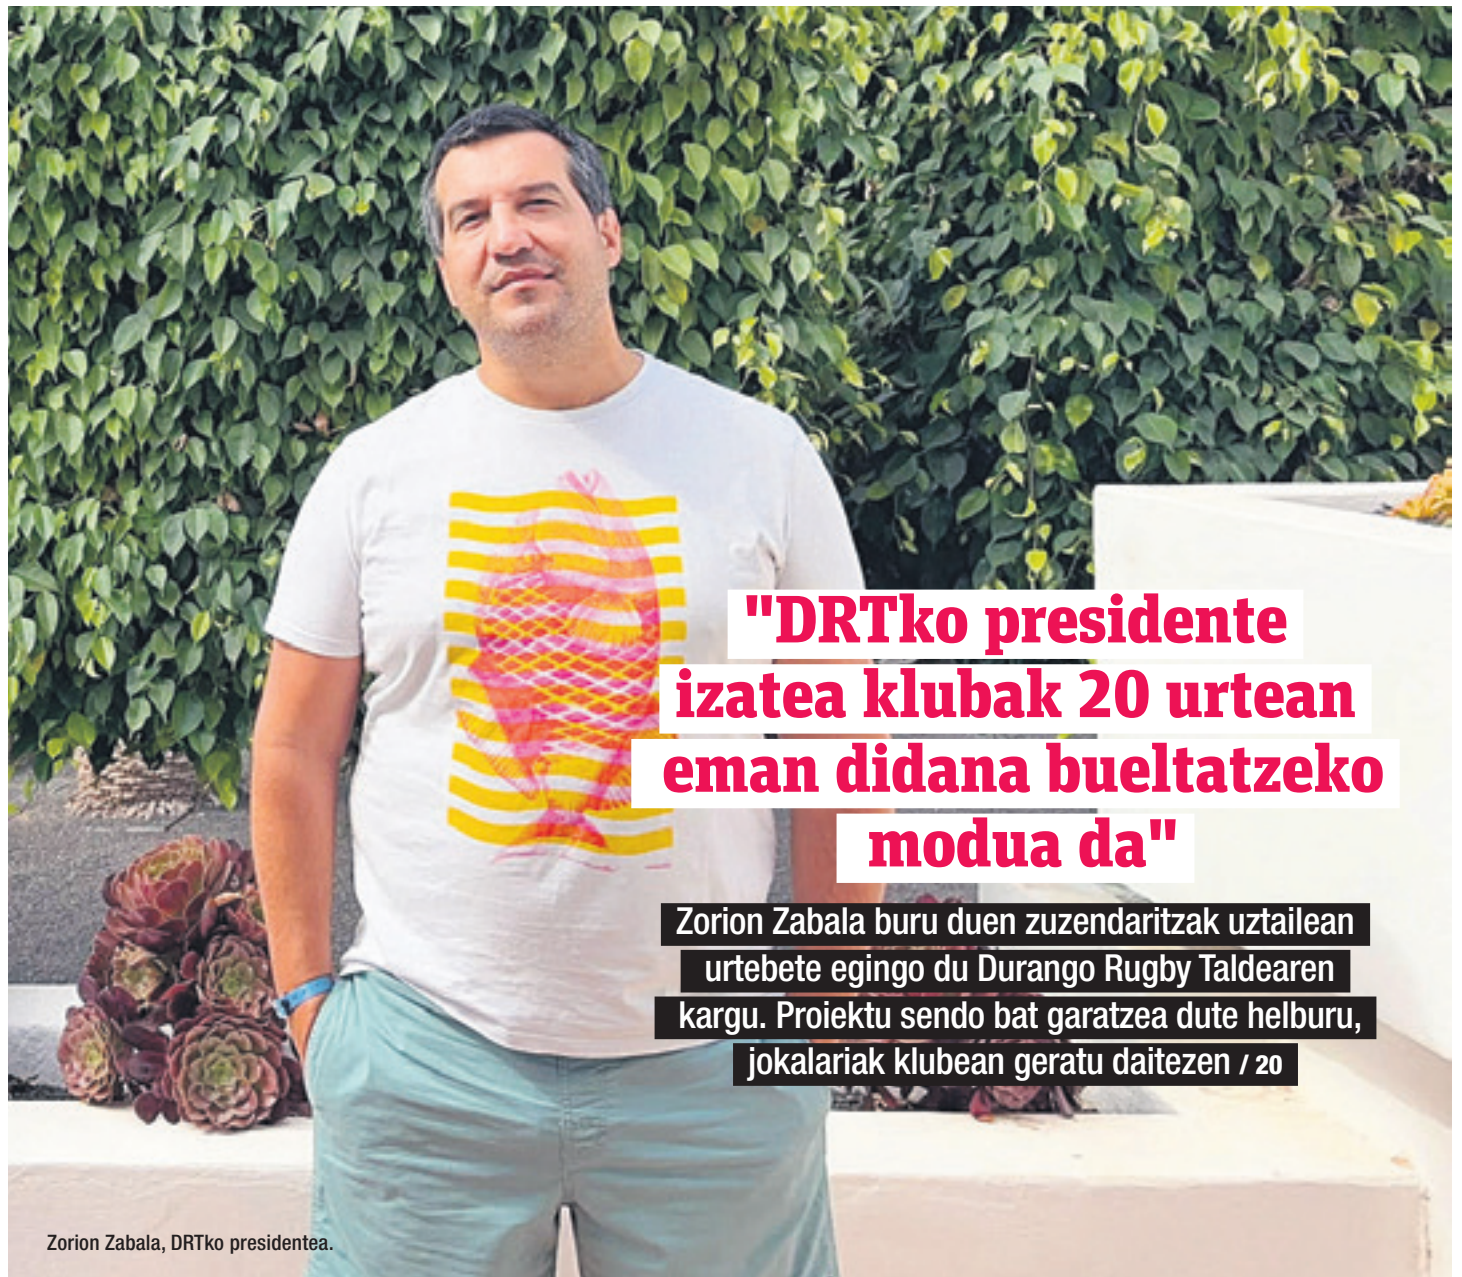 "DRTko presidente
izatea klubak 20 urtean
eman didana bueltatzeko
modua da"
Zorion Zabala buru duen zuzendaritzak uztailean
urtebete egingo du Durango Rugby Taldearen
kargu. Proiektu sendo bat garatzea dute helburu,
jokalariak klubean geratu daitezen / 20
Zorion Zabala, DRTko presidentea.